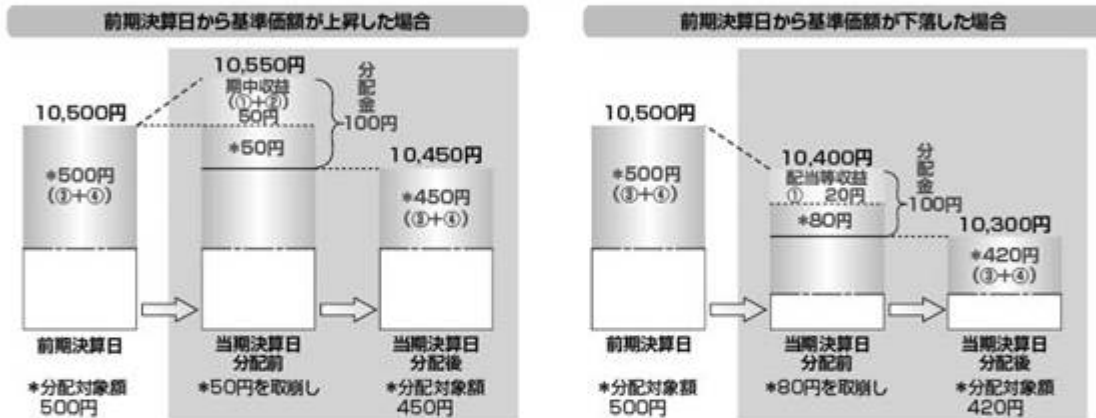 前期決算日から基準価額が上昇した場合
10,550円
期中収益
(①+②)
50円
*50円
分配金
100円
10,500円
*500円
(③+④)
10,450円
*450円
(③+④)
前期決算日
当期決算日
分配前
当期決算日
分配後
*分配対象額
500円
*50円を取崩し
*分配対象額
450円
前期決算日から基準価額が下落した場合
10,500円
*500円
(③+④)
10,400円
配当等収益
① 20円
*80円
分配金
100円
10,300円
*420円
(③+④)
前期決算日
当期決算日
分配前
当期決算日
分配後
*分配対象額
500円
*80円を取崩し
*分配対象額
420円